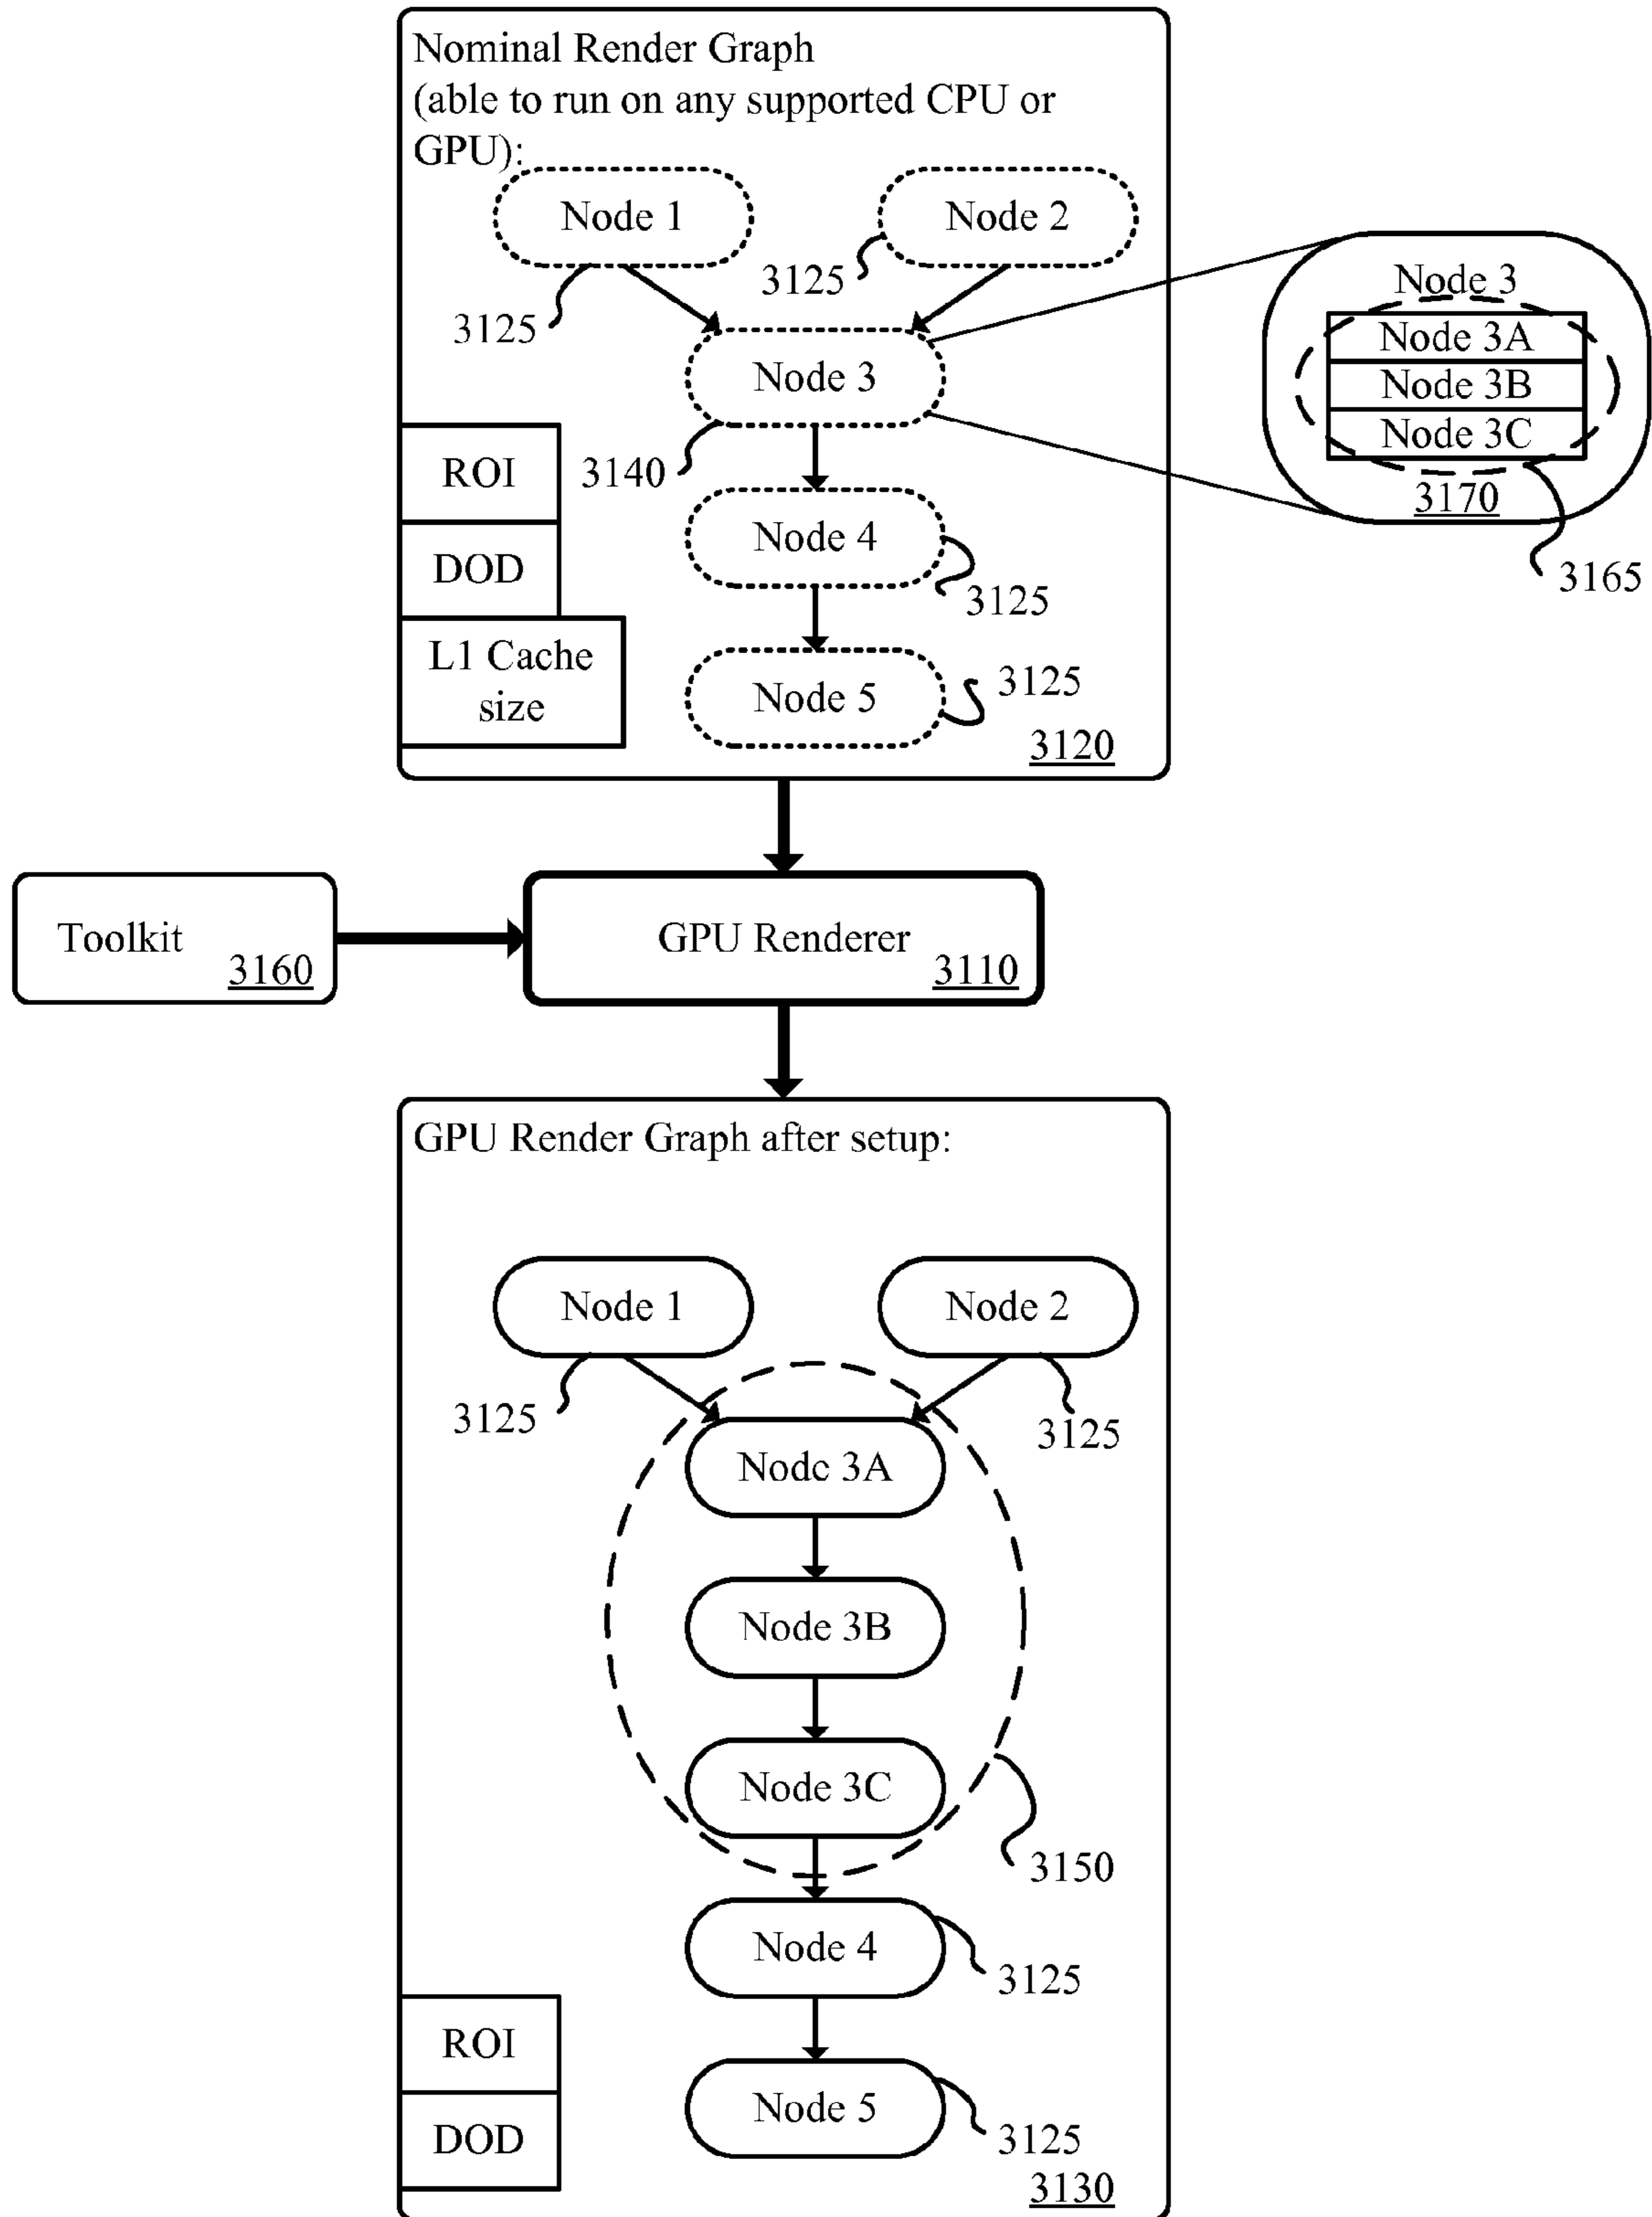 Nominal Render Graph
(able to run on any supported CPU or
GPU):
Node 1
Node 2
3125
3125
Node 3
3140
Node 3
Node 3A
Node 3B
Node 3C
3170
3165
ROI
DOD
L1 Cache
size
Node 4
3125
Node 5
3125
3120
Toolkit
3160
GPU Renderer
3110
GPU Render Graph after setup:
Node 1
Node 2
3125
3125
Node 3A
Node 3B
Node 3C
3150
Node 4
3125
ROI
DOD
Node 5
3125
3130